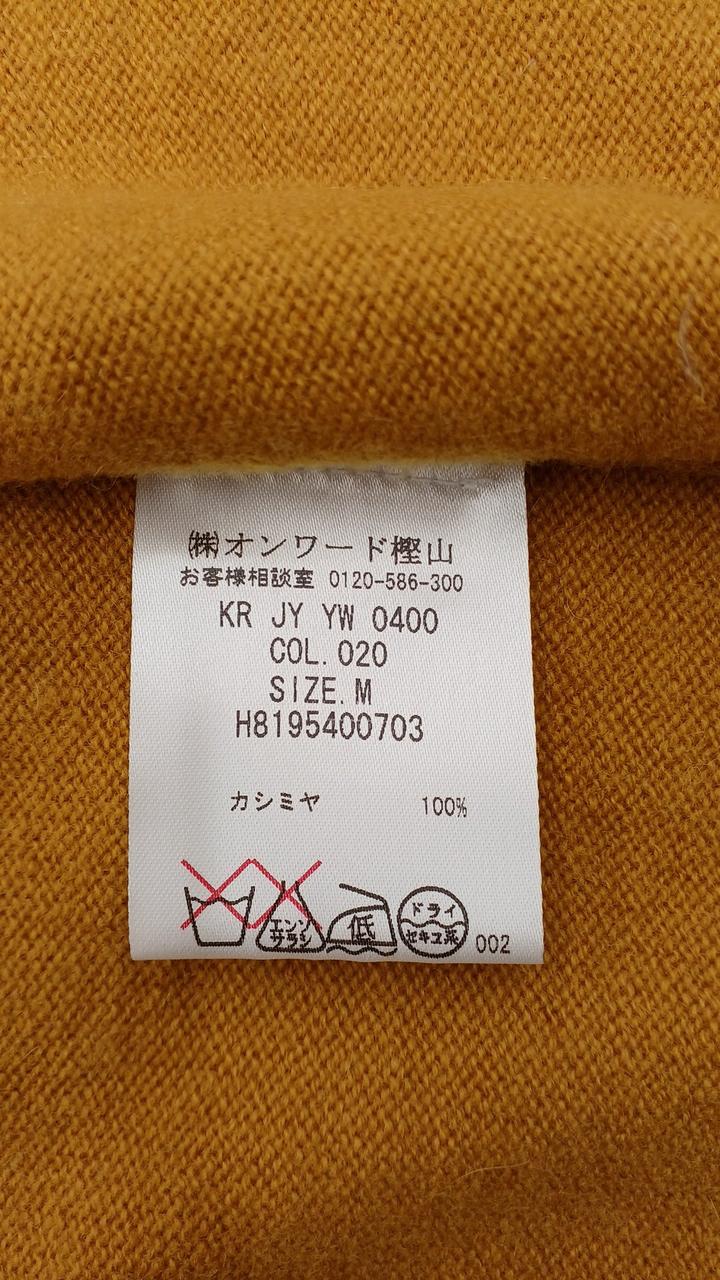 ㈱オンワード樫山
お客様相談室 0120-586-300
KR JY YW 0400
COL.020
SIZE.M
H8195400703
カシミヤ 100%
エンソ
サラシ
低
ドライ
セキユ系
002